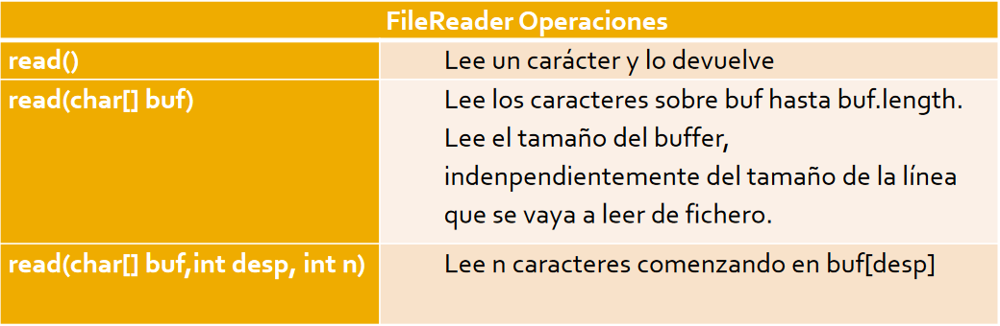 FileReader Operaciones
read()
Lee un carácter y lo devuelve
read(char[] buf)
Lee los caracteres sobre buf hasta buf.length.
Lee el tamaño del buffer,
indenpendientemente del tamaño de la línea
que se vaya a leer de fichero.
read(char[] buf,int desp, int n)
Lee n caracteres comenzando en buf[desp]